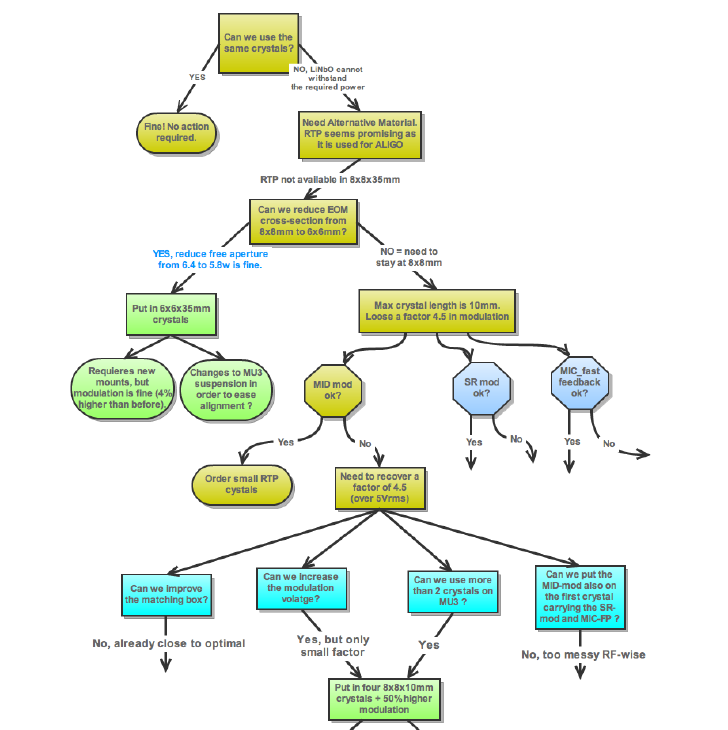 Can we use the
same crystals?
YES
NO, LiNbO cannot
withstand
the required power
Fine! No action
required.
Need Alternative Material.
RTP seems promising as
it is used for ALIGO
RTP not available in 8x8x35mm
Can we reduce EOM
cross-section from
8x8mm to 6x6mm?
YES, reduce free aperture
from 6.4 to 5.8w is fine.
NO = need to
stay at 8x8mm
Put in 6x6x35mm
crystals
Max crystal length is 10mm.
Loose a factor 4.5 in modulation
Requieres new
mounts, but
modulation is fine (4%
higher than before).
Changes to MU3
suspension in
order to ease
alignment ?
MID mod
ok?
SR mod
ok?
MIC_fast
feedback
ok?
Yes
No
Yes
No
Yes
No
Order small RTP
cystals
Need to recover a
factor of 4.5
(over 5Vrms)
Can we improve
the matching box?
Can we increase
the modulation
volatge?
Can we use more
than 2 crystals on
MU3 ?
Can we put the
MID-mod also on
the first crystal
carrying the SR-
mod and MIC-FP ?
No, already close to optimal
Yes, but only
small factor
Yes
No, too messy RF-wise
Put in four 8x8x10mm
crystals + 50% higher
modulation